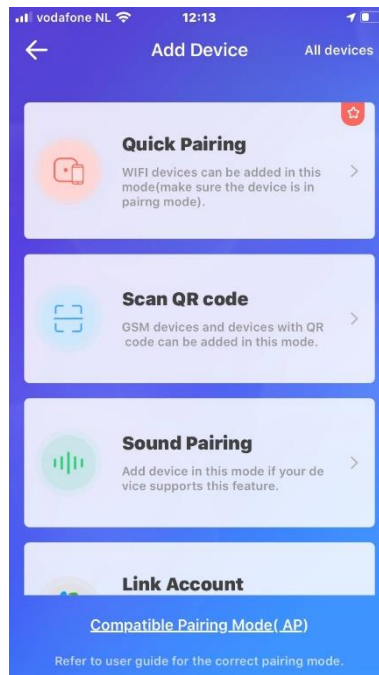 vodafone NL 12:13
Add Device All devices
Quick Pairing
WIFI devices can be added in this
mode(make sure the device is in
pairng mode).
Scan QR code
GSM devices and devices with QR
code can be added in this mode.
Sound Pairing
Add device in this mode if your de
vice supports this feature.
Link Account
Compatible Pairing Mode( AP)
Refer to user guide for the correct pairing mode.